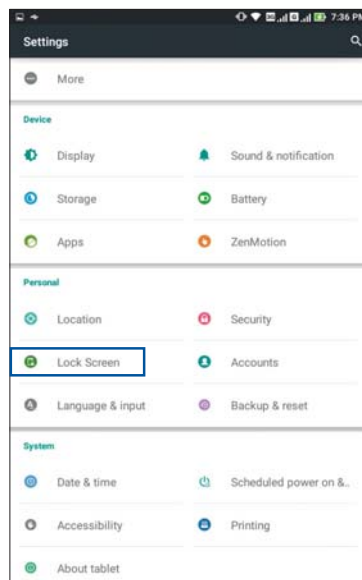 7:36 PM
Settings
More
Device
Display Sound & notification
Storage Battery
Apps ZenMotion
Personal
Location Security
Lock Screen Accounts
Language & input Backup & reset
System
Date & time Scheduled power on &..
Accessibility Printing
About tablet